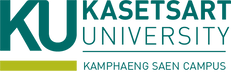 KU KASETSART
UNIVERSITY
KAMPHAENG SAEN CAMPUS